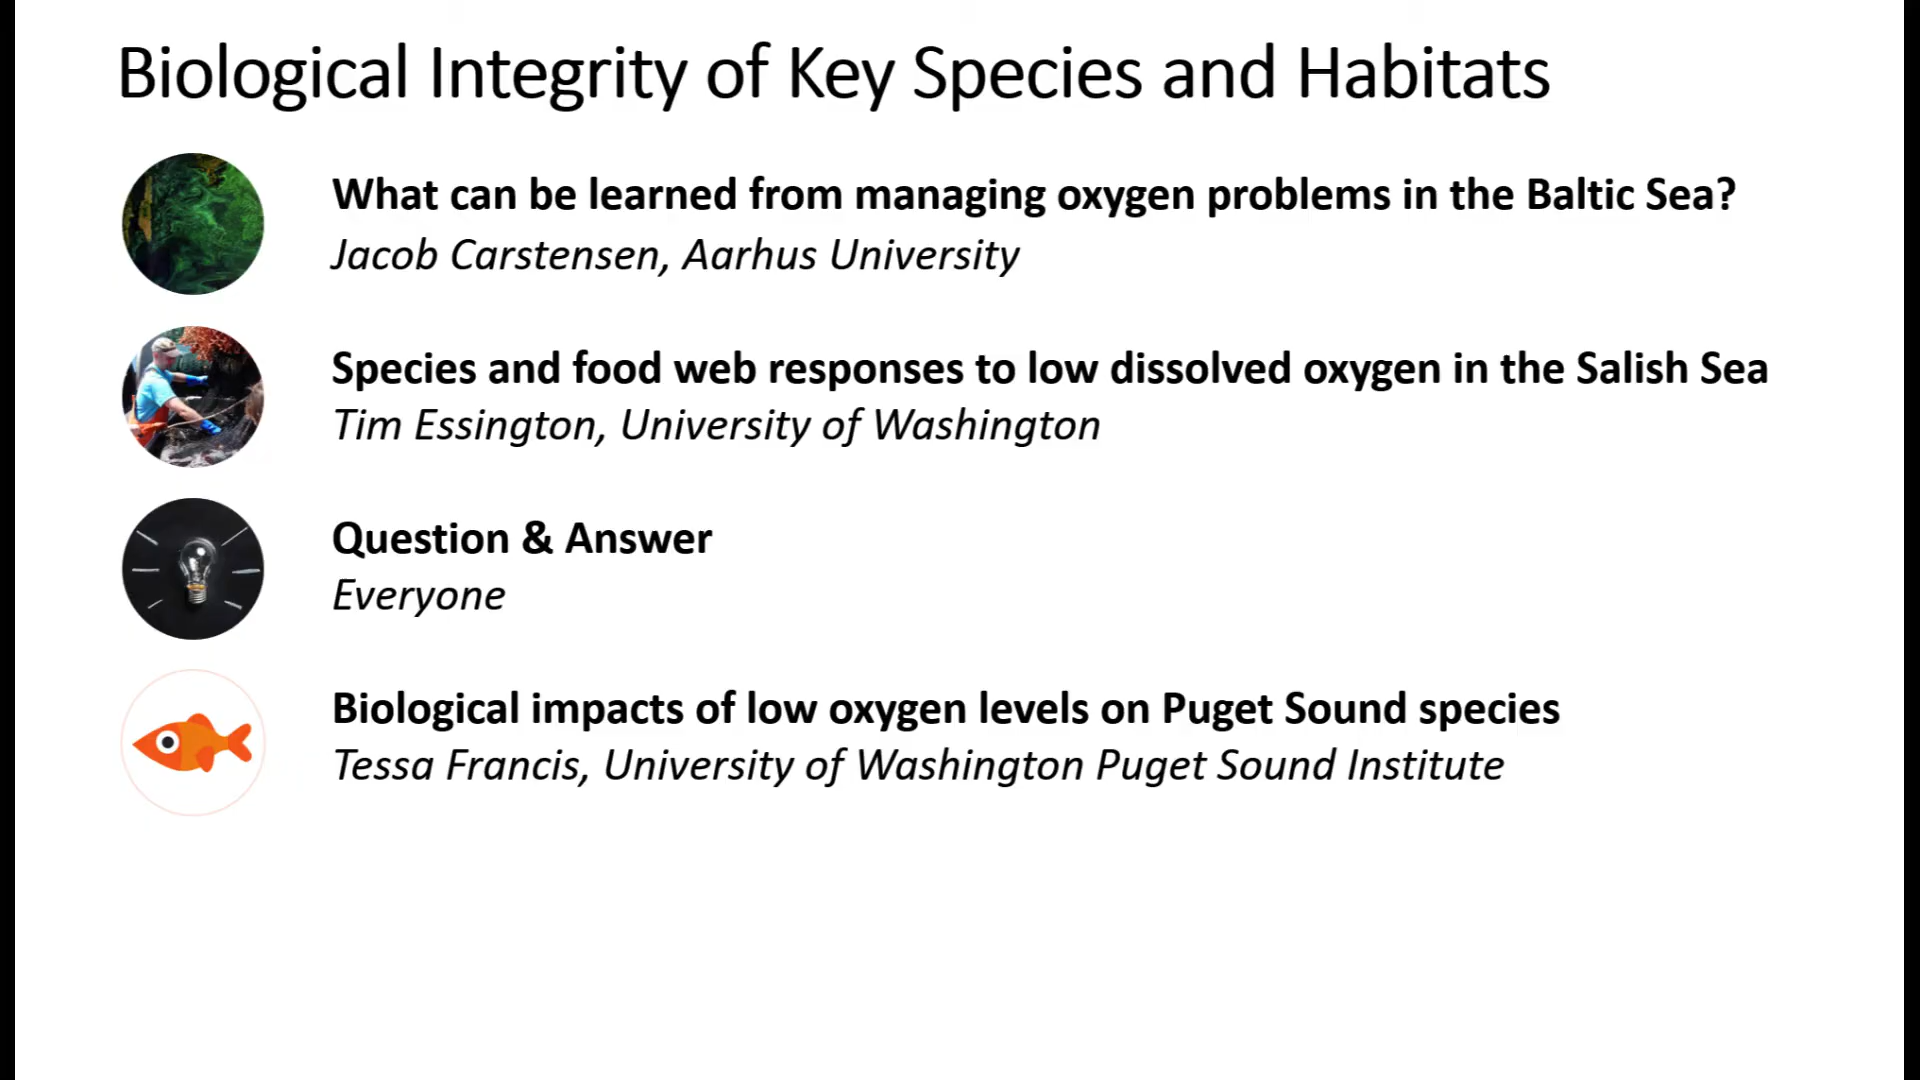 Biological Integrity of Key Species and Habitats
What can be learned from managing oxygen problems in the Baltic Sea?
Jacob Carstensen, Aarhus University
Species and food web responses to low dissolved oxygen in the Salish Sea
Tim Essington, University of Washington
Question & Answer
Everyone
Biological impacts of low oxygen levels on Puget Sound species
Tessa Francis, University of Washington Puget Sound Institute